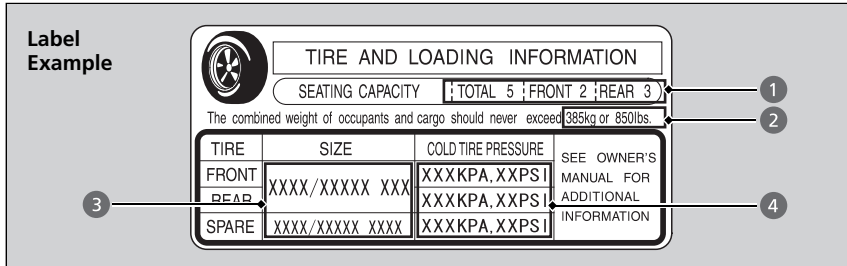 Label
Example
TIRE AND LOADING INFORMATION
SEATING CAPACITY TOTAL 5 FRONT 2 REAR 3
1
The combined weight of occupants and cargo should never exceed 385kg or 850lbs.
2
TIRE SIZE COLD TIRE PRESSURE SEE OWNER'S
MANUAL FOR
ADDITIONAL
INFORMATION
FRONT XXXX/XXXXX XXX XXXKPA,XXPSI
3
REAR XXXKPA,XXPSI
4
SPARE XXXX/XXXXX XXXX XXXKPA,XXPSI